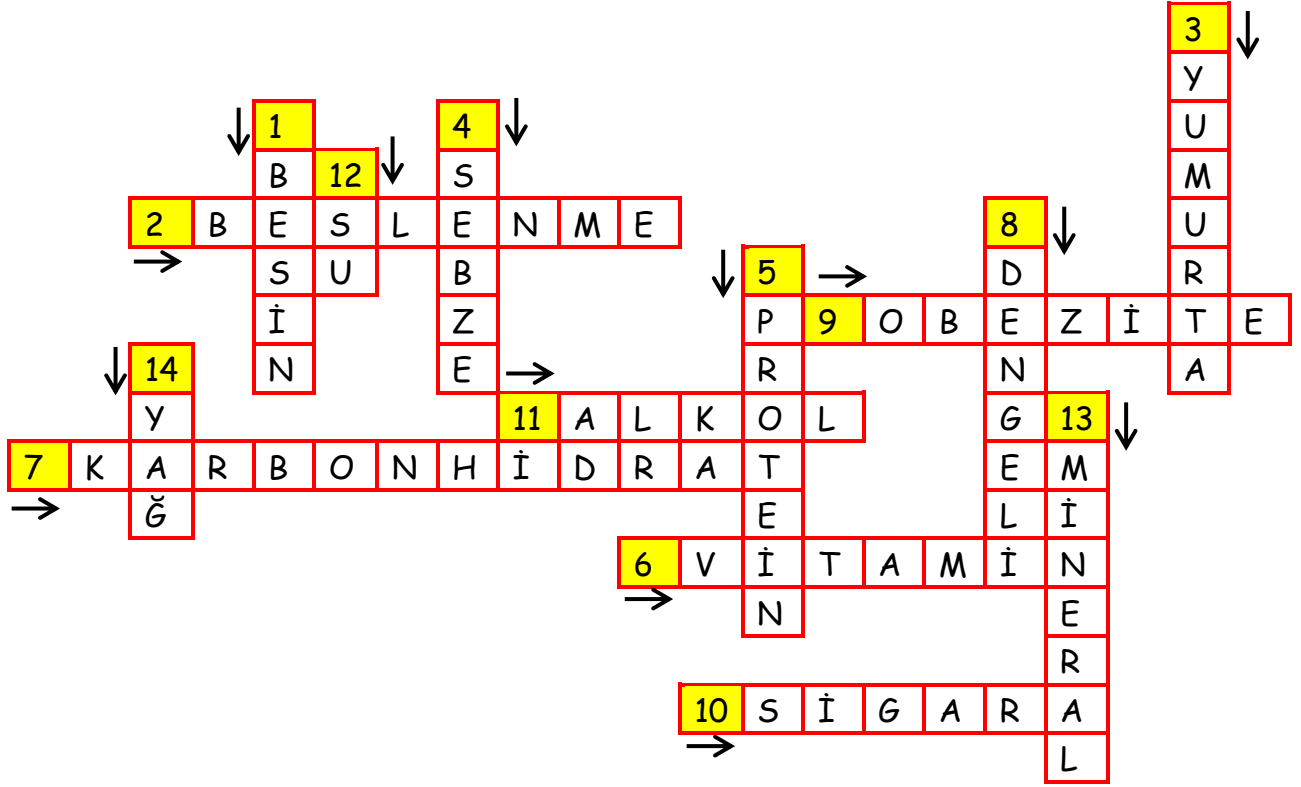 3
Y
1 4 U
B 12 S M
2 B E S L E N M E 8 U
S U B 5 D R
İ Z P 9 O B E Z İ T E
14 N E R N A
Y 11 A L K O L G 13
7 K A R B O N H İ D R A T E M
Ğ E L İ
6 V İ T A M İ N
N E
R
10 S İ G A R A
L